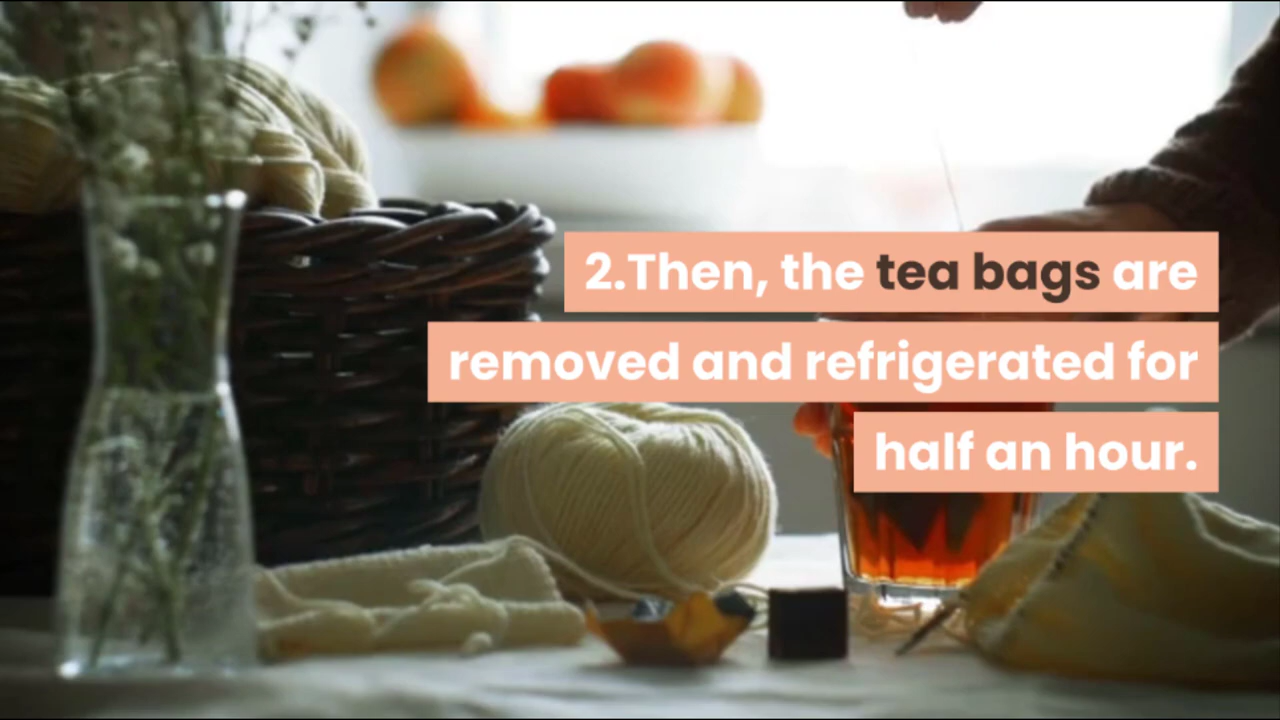 2.Then, the tea bags are
removed and refrigerated for
half an hour.